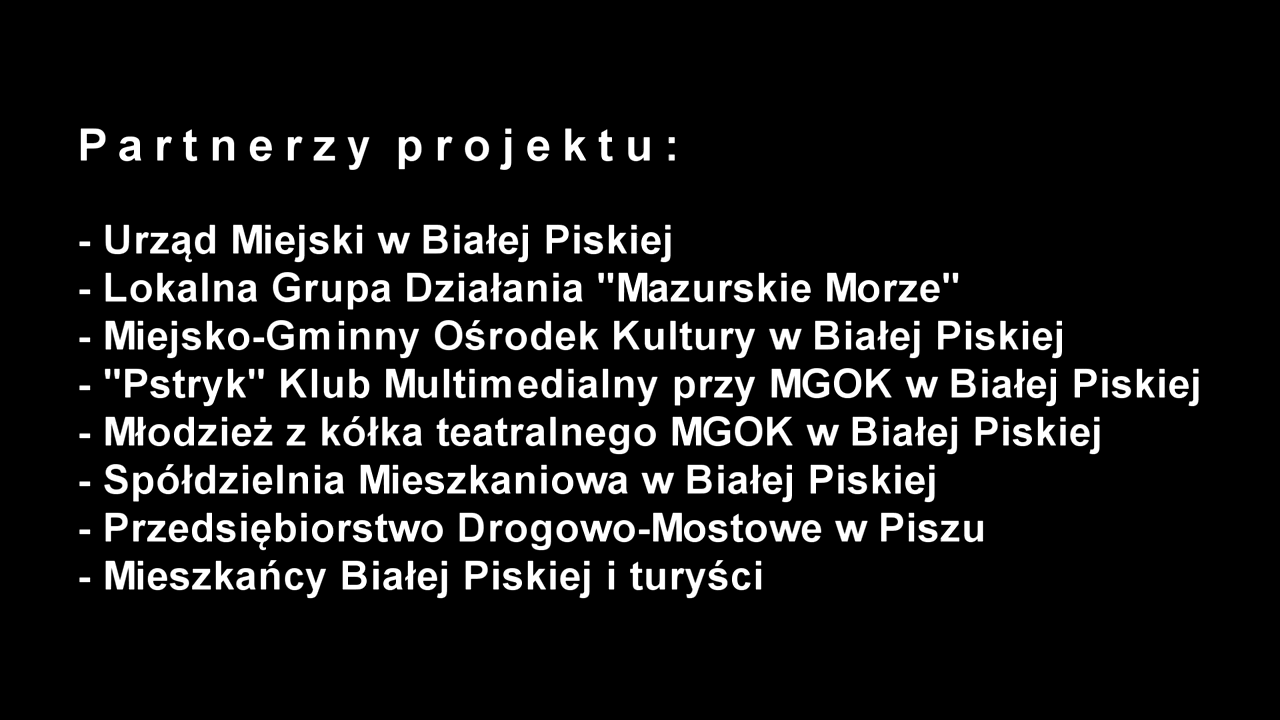 Partnerzy projektu:
- Urząd Miejski w Białej Piskiej
- Lokalna Grupa Działania "Mazurskie Morze"
- Miejsko-Gminny Ośrodek Kultury w Białej Piskiej
- "Pstryk" Klub Multimedialny przy MGOK w Białej Piskiej
- Młodzież z kółka teatralnego MGOK w Białej Piskiej
- Spółdzielnia Mieszkaniowa w Białej Piskiej
- Przedsiębiorstwo Drogowo-Mostowe w Piszu
- Mieszkańcy Białej Piskiej i turyści